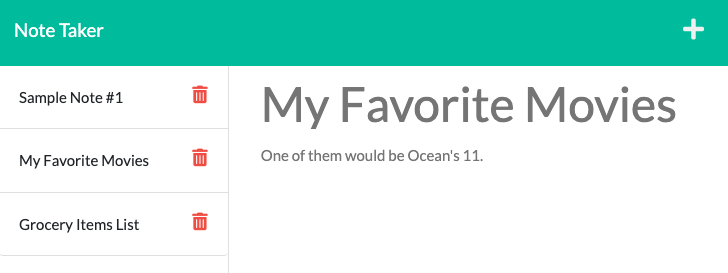 Note Taker
Sample Note #1
My Favorite Movies
Grocery Items List
My Favorite Movies
One of them would be Ocean's 11.